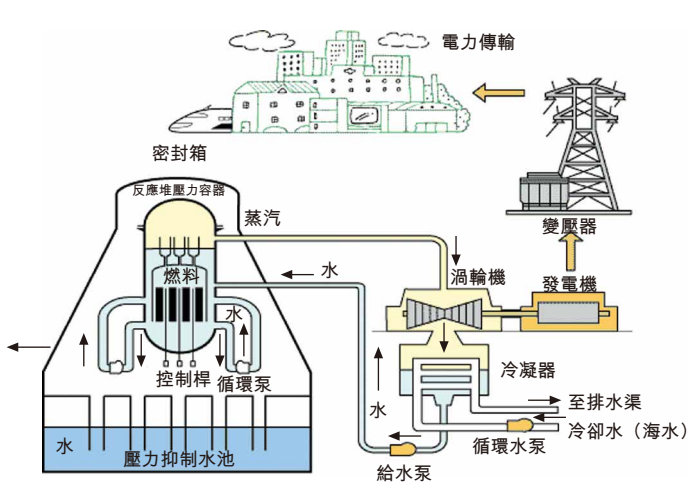 電力傳輸
密封箱
反應堆壓力容器
蒸汽
變壓器
燃料
水
渦輪機
發電機
水
控制桿
循環泵
冷凝器
水
至排水渠
冷卻水（海水）
循環水泵
水
壓力抑制水池
給水泵